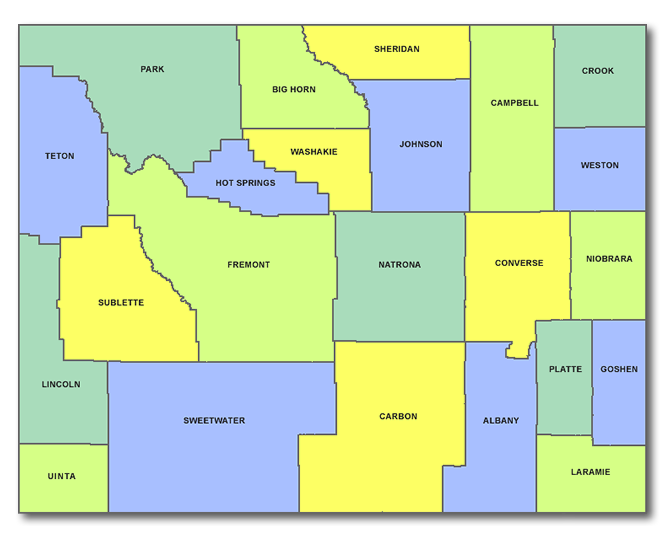 SHERIDAN
PARK
CROOK
BIG HORN
CAMPBELL
JOHNSON
WASHAKIE
TETON
WESTON
HOT SPRINGS
NIOBRARA
CONVERSE
FREMONT
NATRONA
SUBLETTE
PLATTE
GOSHEN
LINCOLN
CARBON
SWEETWATER
ALBANY
LARAMIE
UINTA